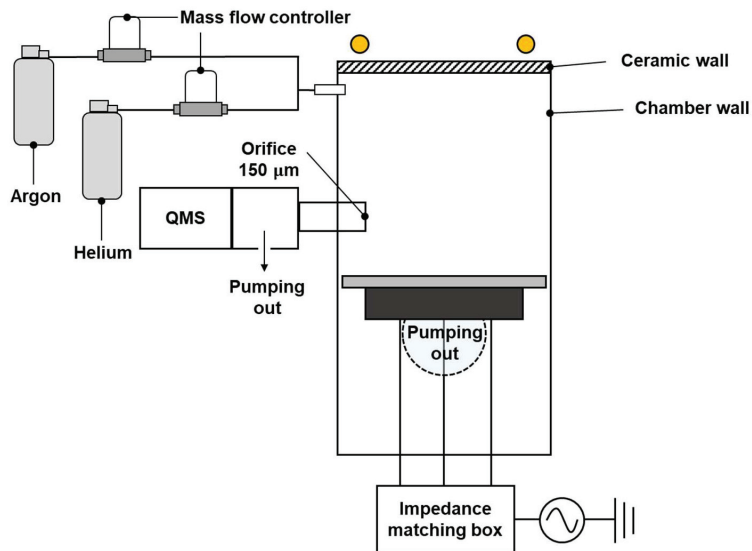 Mass flow controller
Ceramic wall
Chamber wall
Orifice
150 μm
Argon
QMS
Helium
Pumping
out
Pumping
out
Impedance
matching box